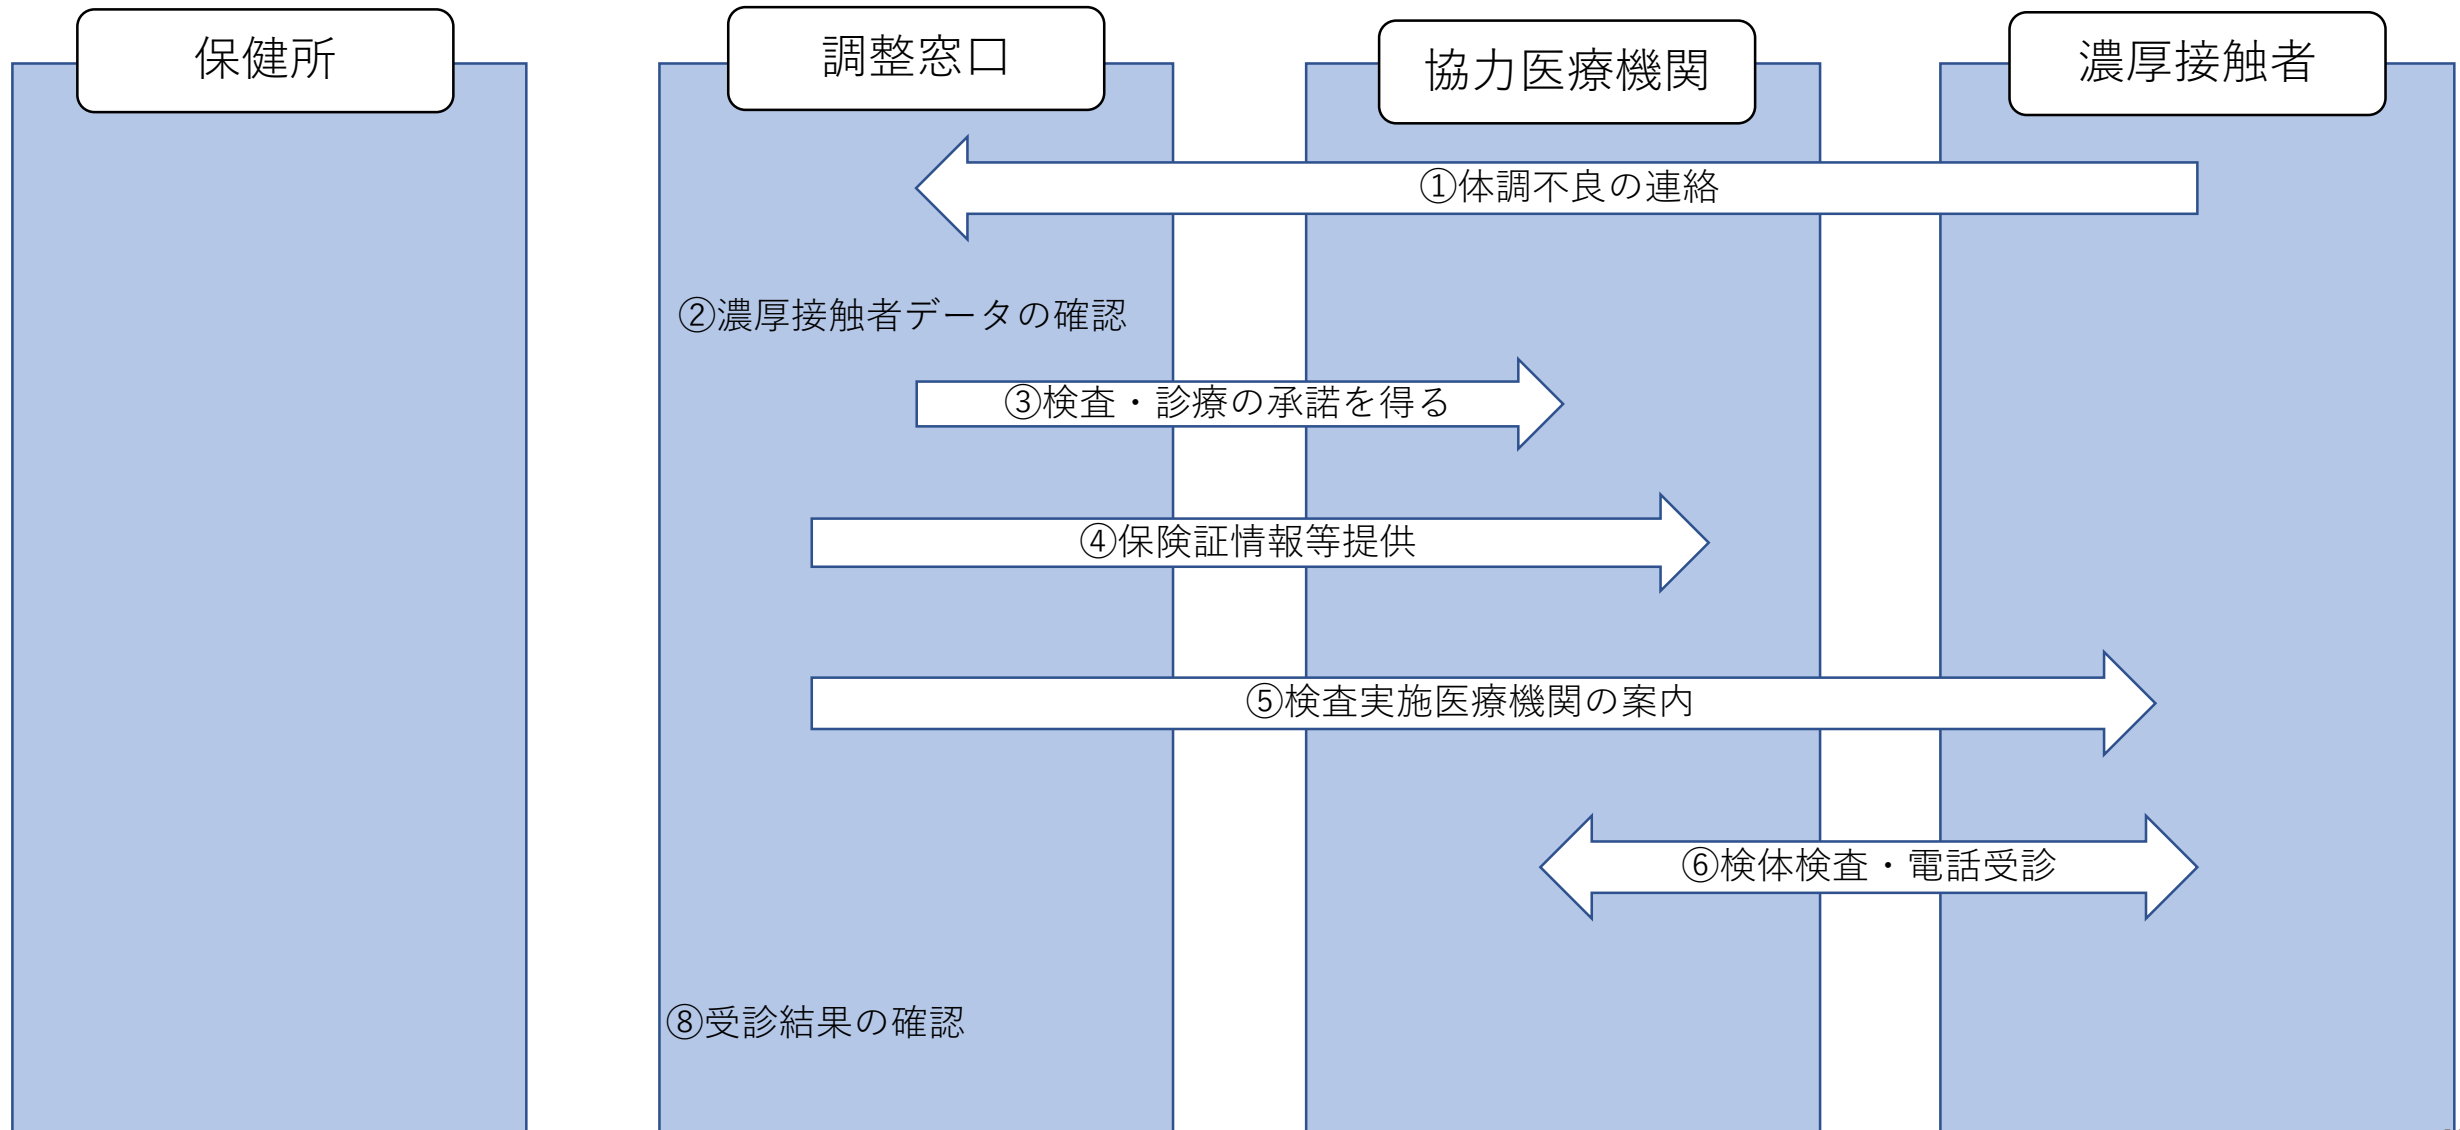 保健所
調整窓口
協力医療機関
濃厚接触者
①体調不良の連絡
②濃厚接触者データの確認
③検査・診療の承諾を得る
④保険証情報等提供
⑤検査実施医療機関の案内
⑥検体検査・電話受診
⑧受診結果の確認